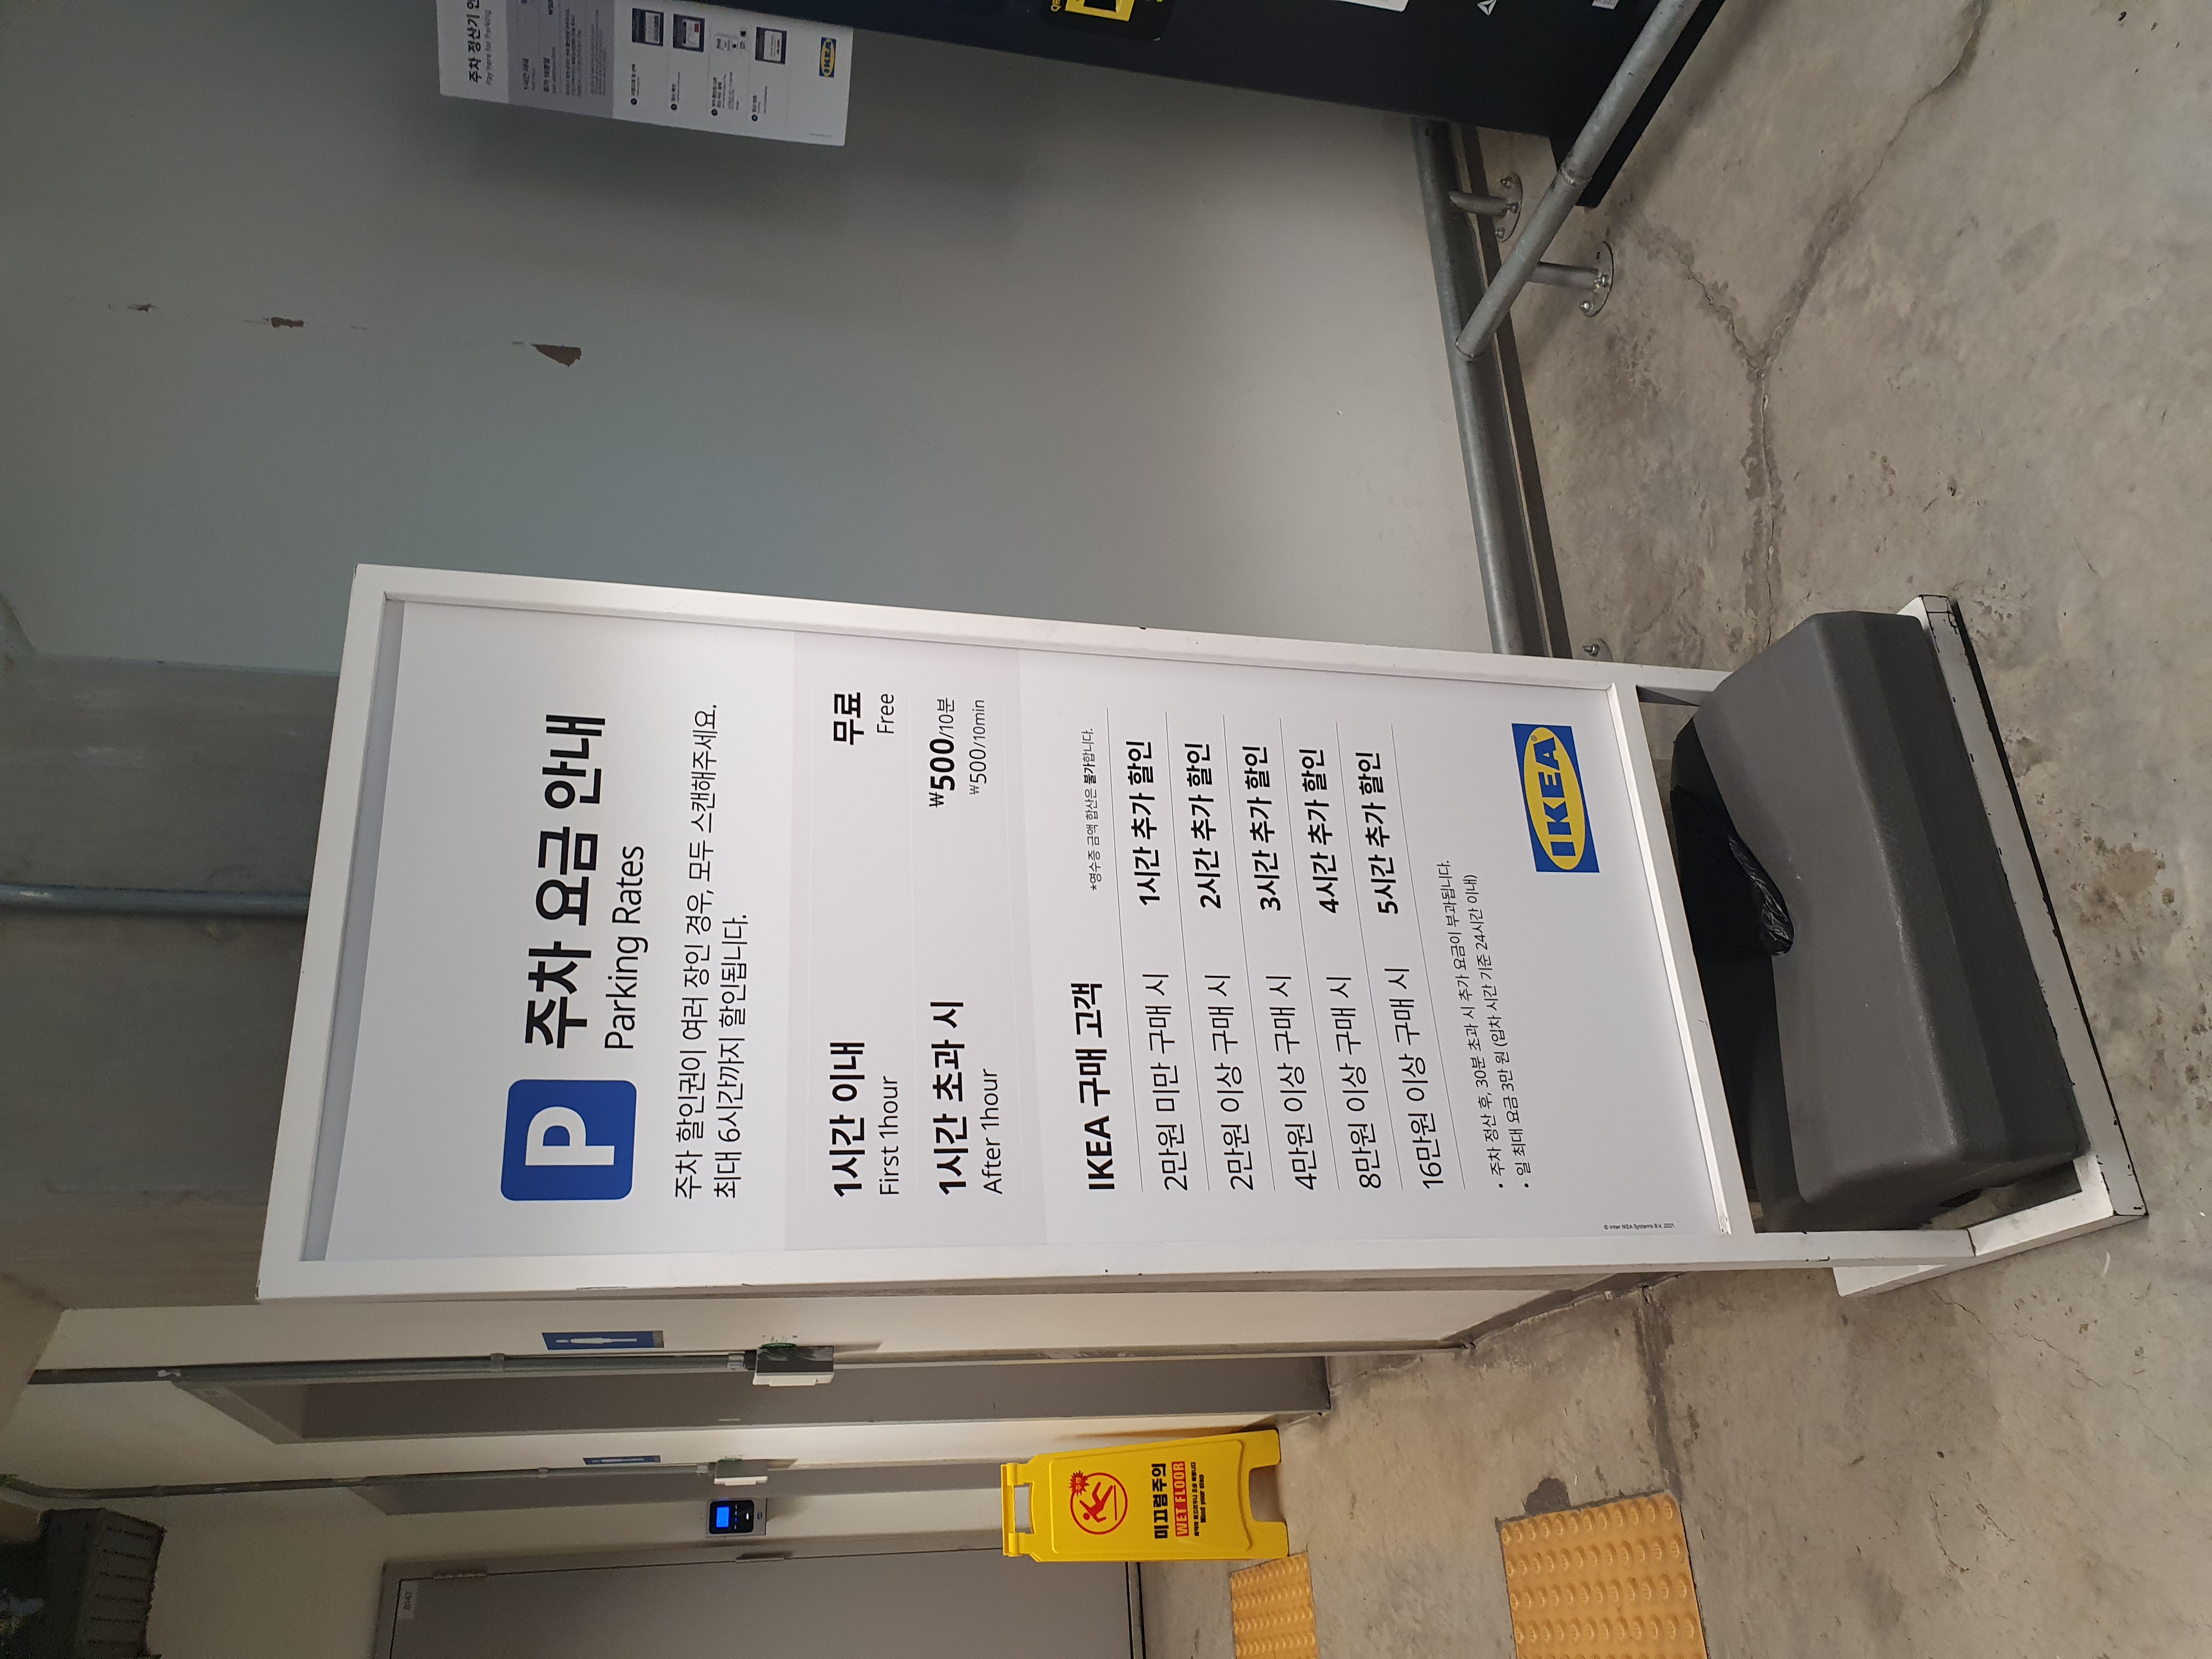 주차 요금 안내
Parking Rates
주차 할인권이 여러 장인 경우, 모두 스캔해주세요.
최대 6시간까지 할인됩니다.
1시간 이내 무료
First 1hour Free
1시간 초과 시 ₩500/10분
After 1hour ₩500/10min
IKEA 구매 고객 *영수증 금액 합산은 불가합니다.
2만원 미만 구매 시 1시간 추가 할인
2만원 이상 구매 시 2시간 추가 할인
4만원 이상 구매 시 3시간 추가 할인
8만원 이상 구매 시 4시간 추가 할인
16만원 이상 구매 시 5시간 추가 할인
• 주차 정산 후, 30분 초과 시 추가 요금이 부과됩니다.
• 일 최대 요금 3만 원 (입차 시간 기준 24시간 이내)
IKEA
© Inter IKEA Systems B.V. 2021
주차 정산기
Pay here for Parking
IKEA
미끄럼주의
WET FLOOR